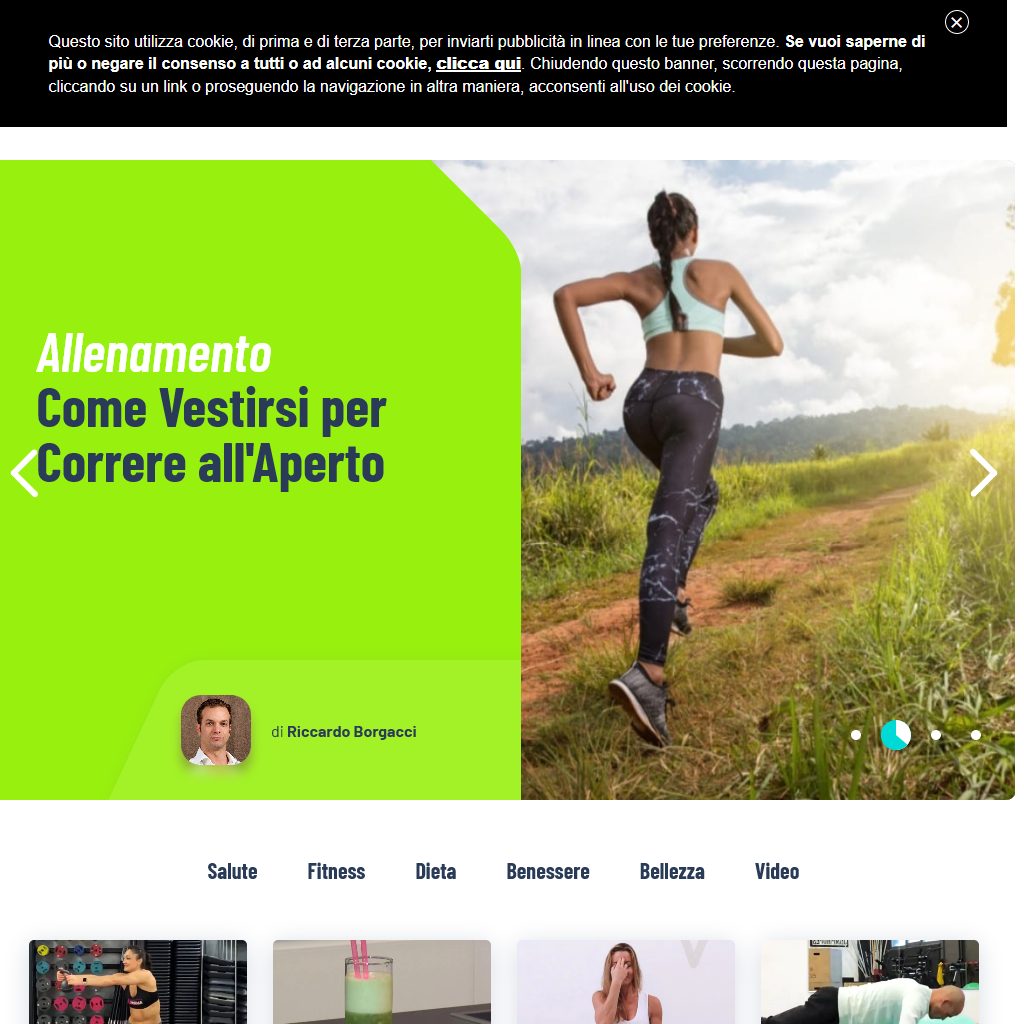 Questo sito utilizza cookie, di prima e di terza parte, per inviarti pubblicità in linea con le tue preferenze. Se vuoi saperne di
più o negare il consenso a tutti o ad alcuni cookie, clicca qui. Chiudendo questo banner, scorrendo questa pagina,
cliccando su un link o proseguendo la navigazione in altra maniera, acconsenti all'uso dei cookie.
Allenamento
Come Vestirsi per
Correre all'Aperto
di Riccardo Borgacci
Salute Fitness Dieta Benessere Bellezza Video